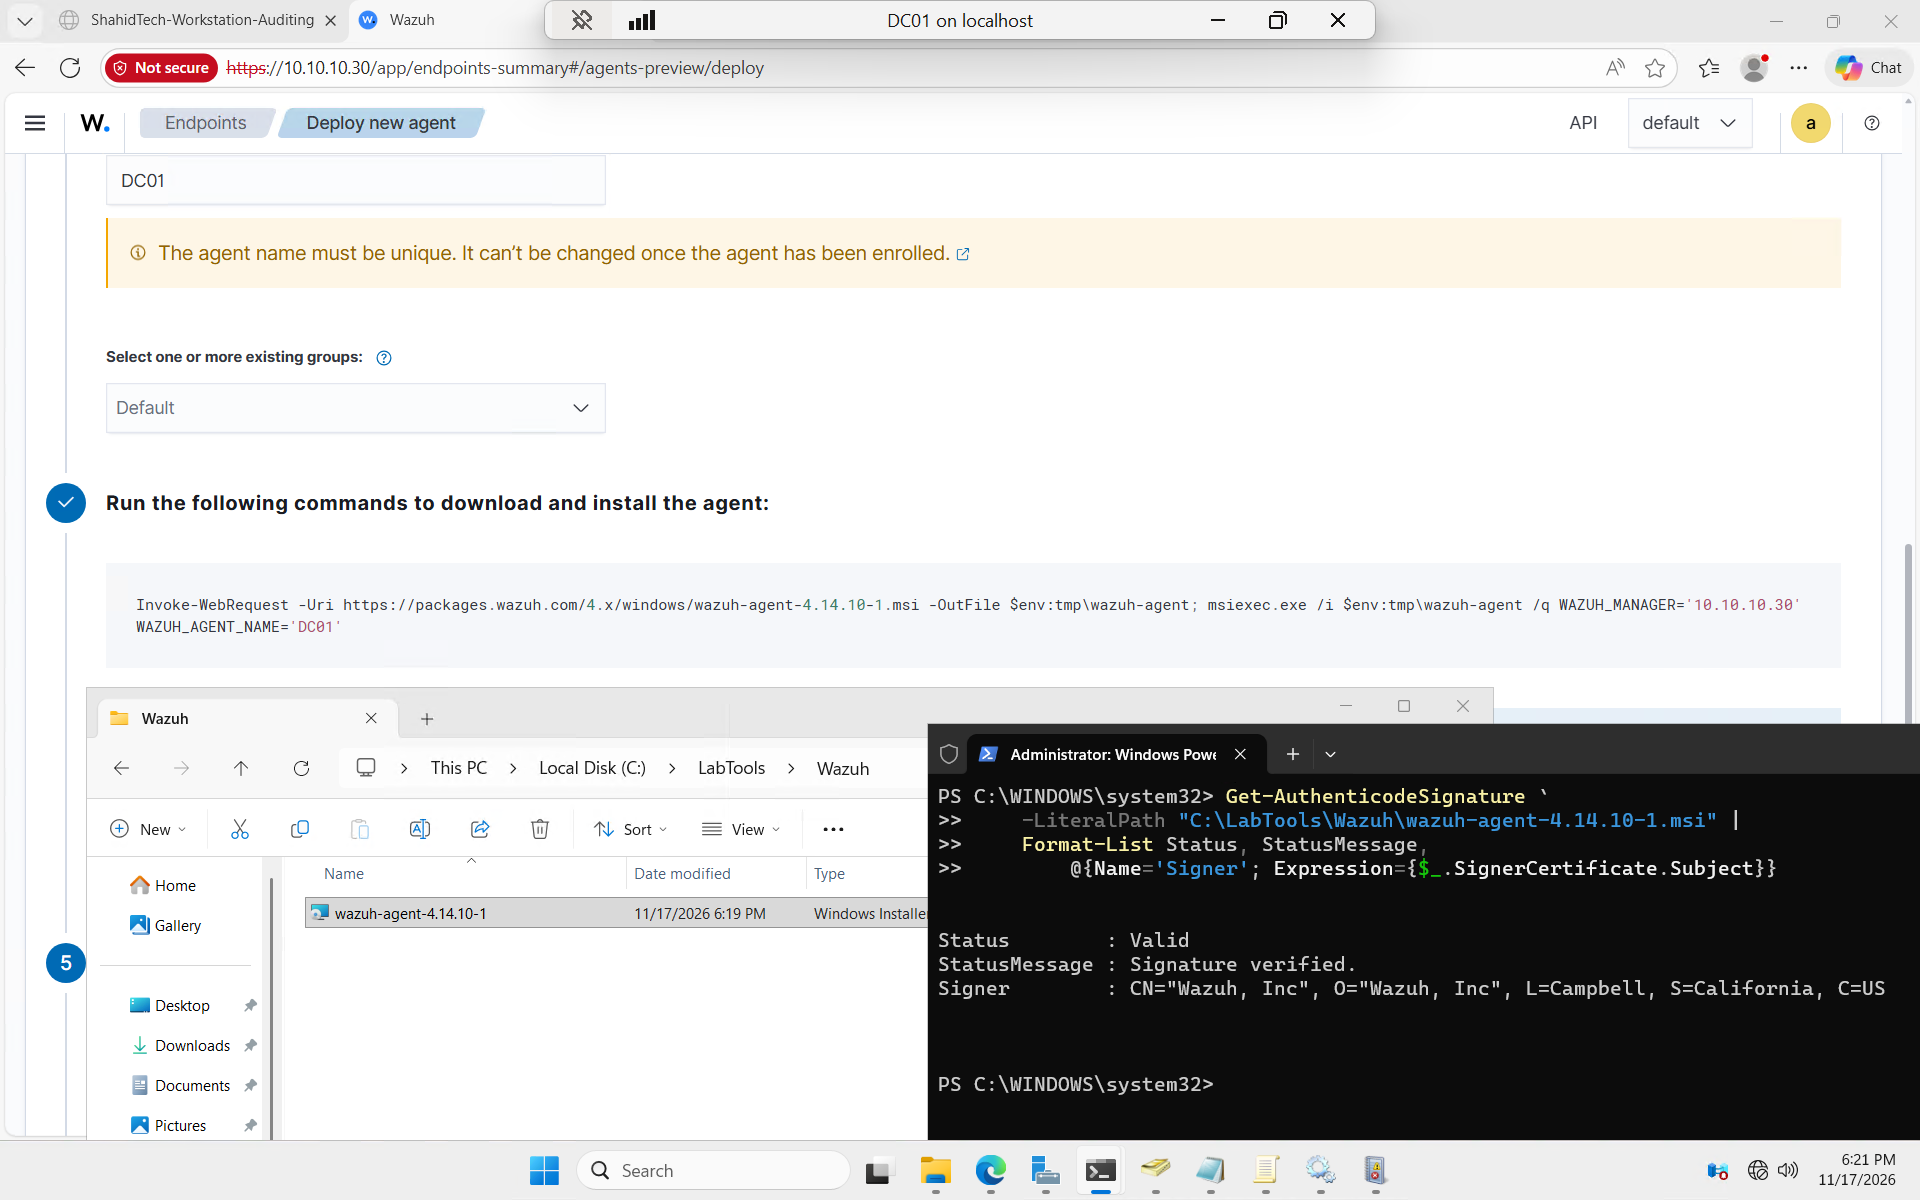 ShahidTech-Workstation-Auditing
Wazuh
DC01 on localhost
Not secure
https://10.10.10.30/app/endpoints-summary#/agents-preview/deploy
Chat
W.
Endpoints
Deploy new agent
API
default
a
DC01
The agent name must be unique. It can’t be changed once the agent has been enrolled.
Select one or more existing groups:
Default
Run the following commands to download and install the agent:
Invoke-WebRequest -Uri https://packages.wazuh.com/4.x/windows/wazuh-agent-4.14.10-1.msi -OutFile $env:tmp\wazuh-agent; msiexec.exe /i $env:tmp\wazuh-agent /q WAZUH_MANAGER='10.10.10.30'
WAZUH_AGENT_NAME='DC01'
5
Wazuh
This PC > Local Disk (C:) > LabTools > Wazuh
New
Sort
View
Name
Date modified
Type
wazuh-agent-4.14.10-1
11/17/2026 6:19 PM
Windows Installe
Home
Gallery
Desktop
Downloads
Documents
Pictures
Administrator: Windows Powe
PS C:\WINDOWS\system32> Get-AuthenticodeSignature `
>> -LiteralPath "C:\LabTools\Wazuh\wazuh-agent-4.14.10-1.msi" |
>> Format-List Status, StatusMessage,
>> @{Name='Signer'; Expression={$_.SignerCertificate.Subject}}
Status : Valid
StatusMessage : Signature verified.
Signer : CN="Wazuh, Inc", O="Wazuh, Inc", L=Campbell, S=California, C=US
PS C:\WINDOWS\system32>
Search
6:21 PM
11/17/2026